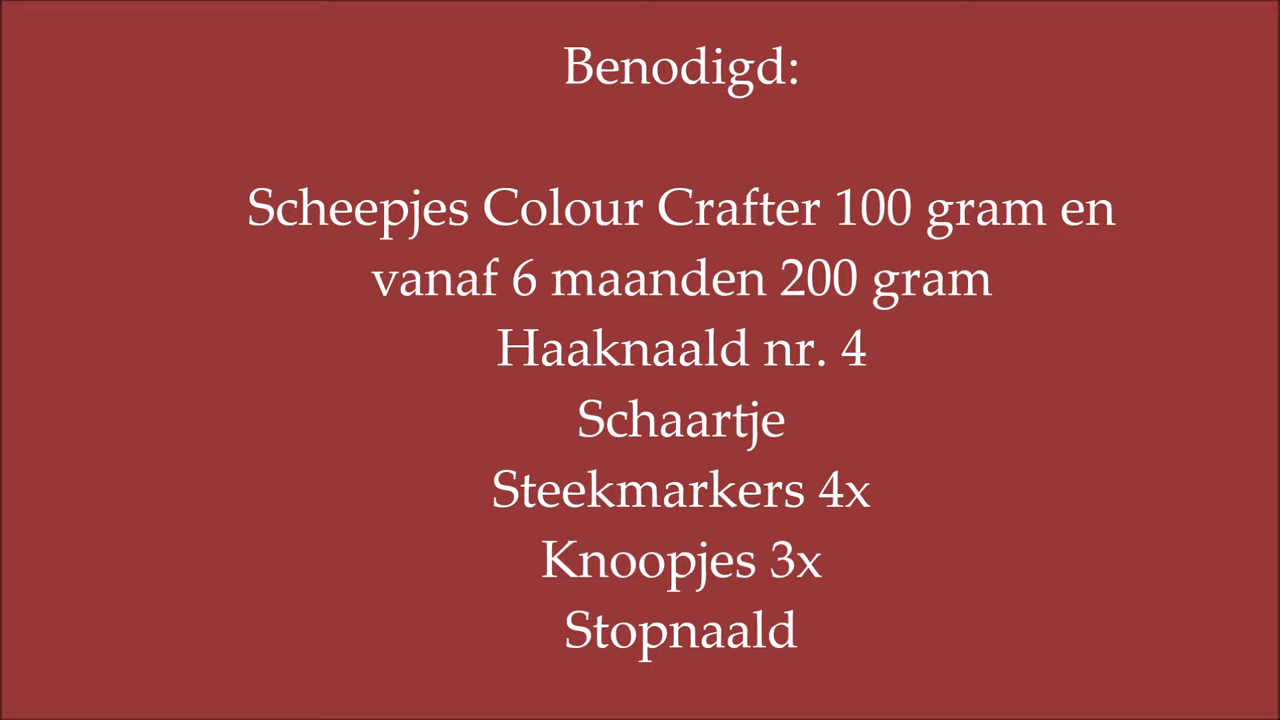 Benodigd:
Scheepjes Colour Crafter 100 gram en
vanaf 6 maanden 200 gram
Haaknaald nr. 4
Schaartje
Steekmarkers 4x
Knoopjes 3x
Stopnaald